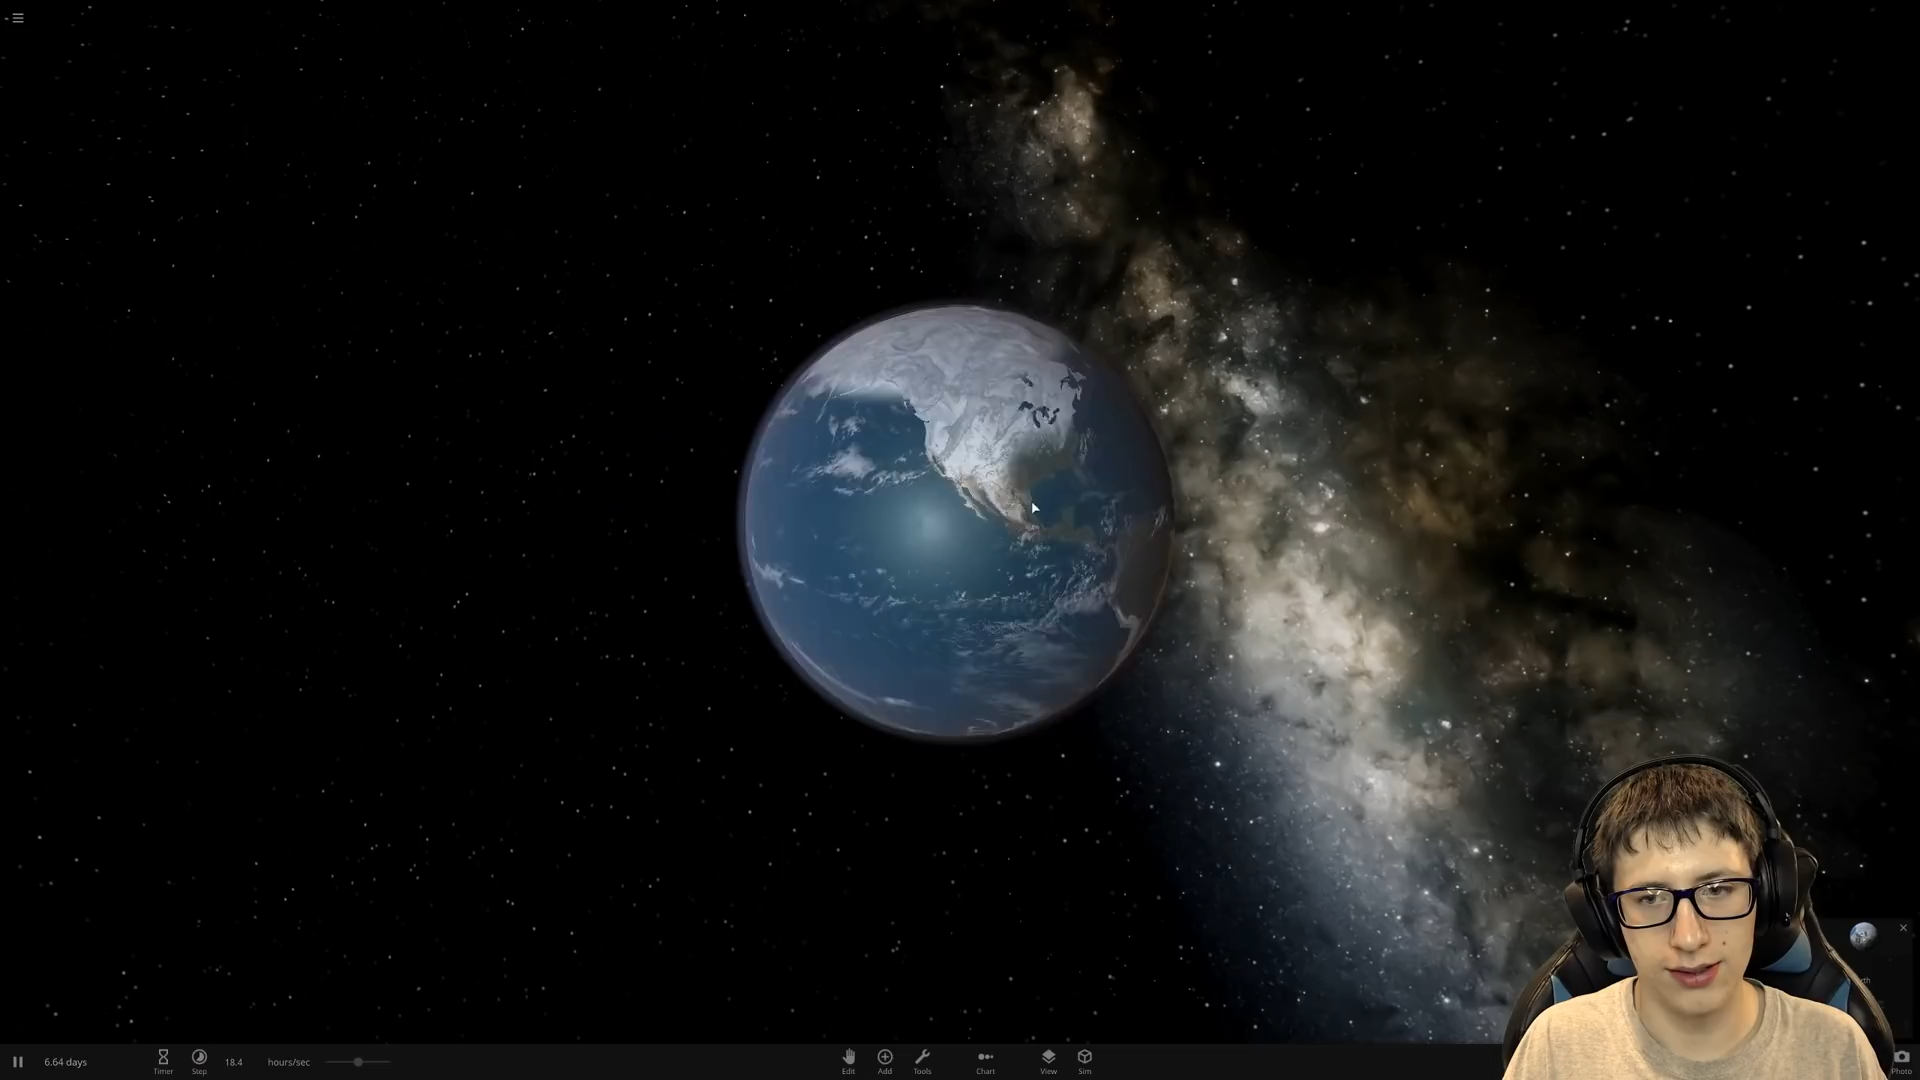 6.64 days
Timer
Step
18.4
hours/sec
Edit
Add
Tools
Chart
View
Sim
Photo